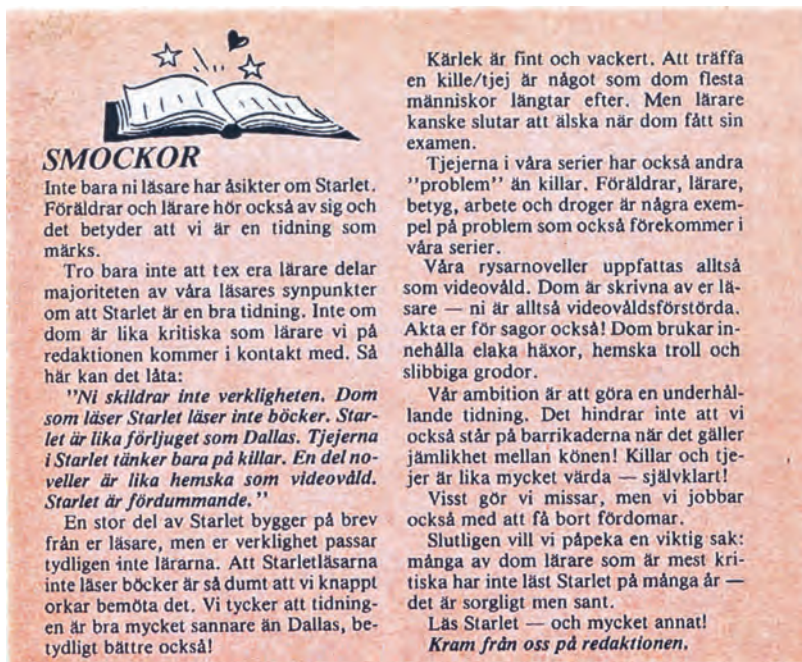 SMOCKOR
Inte bara ni läsare har åsikter om Starlet.
Föräldrar och lärare hör också av sig och
det betyder att vi är en tidning som
märks.
Tro bara inte att t ex era lärare delar
majoriteten av våra läsares synpunkter
om att Starlet är en bra tidning. Inte om
dom är lika kritiska som lärare vi på
redaktionen kommer i kontakt med. Så
här kan det låta:
"Ni skildrar inte verkligheten. Dom
som läser Starlet läser inte böcker. Star-
let är lika förljuget som Dallas. Tjejerna
i Starlet tänker bara på killar. En del no-
veller är lika hemska som videovåld.
Starlet är fördummande."
En stor del av Starlet bygger på brev
från er läsare, men er verklighet passar
tydligen inte lärarna. Att Starletläsarna
inte läser böcker är så dumt att vi knappt
orkar bemöta det. Vi tycker att tidning-
en är bra mycket sannare än Dallas, be-
tydligt bättre också!
Kärlek är fint och vackert. Att träffa
en kille/tjej är något som dom flesta
människor längtar efter. Men lärare
kanske slutar att älska när dom fått sin
examen.
Tjejerna i våra serier har också andra
"problem" än killar. Föräldrar, lärare,
betyg, arbete och droger är några exem-
pel på problem som också förekommer i
våra serier.
Våra rysarnoveller uppfattas alltså
som videovåld. Dom är skrivna av er lä-
sare — ni är alltså videovåldsförstörda.
Akta er för sagor också! Dom brukar in-
nehålla elaka häxor, hemska troll och
slibbiga grodor.
Vår ambition är att göra en underhål-
lande tidning. Det hindrar inte att vi
också står på barrikaderna när det gäller
jämlikhet mellan könen! Killar och tje-
jer är lika mycket värda — självklart!
Visst gör vi missar, men vi jobbar
också med att få bort fördomar.
Slutligen vill vi påpeka en viktig sak:
många av dom lärare som är mest kri-
tiska har inte läst Starlet på många år —
det är sorgligt men sant.
Läs Starlet — och mycket annat!
Kram från oss på redaktionen.